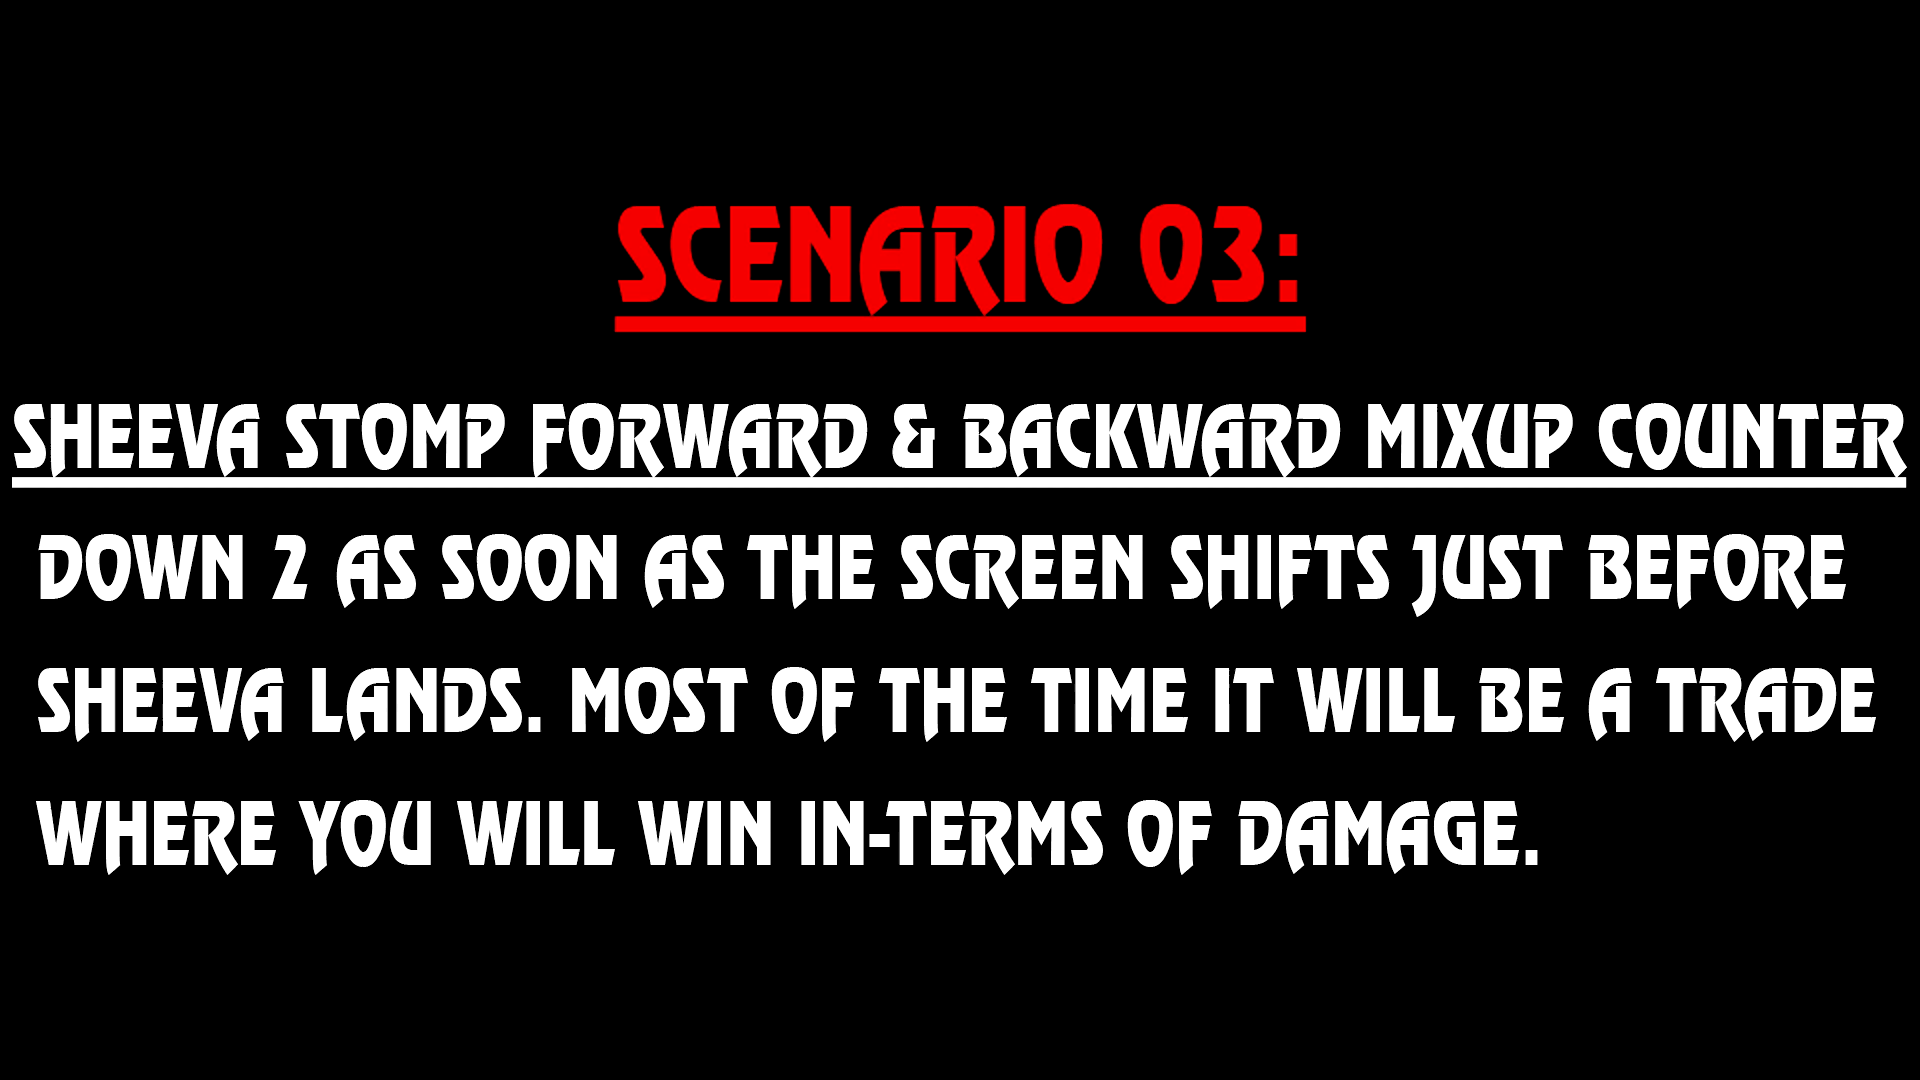 SCENARIO 03:
SHEEVA STOMP FORWARD & BACKWARD MIXUP COUNTER
DOWN 2 AS SOON AS THE SCREEN SHIFTS JUST BEFORE
SHEEVA LANDS. MOST OF THE TIME IT WILL BE A TRADE
WHERE YOU WILL WIN IN-TERMS OF DAMAGE.